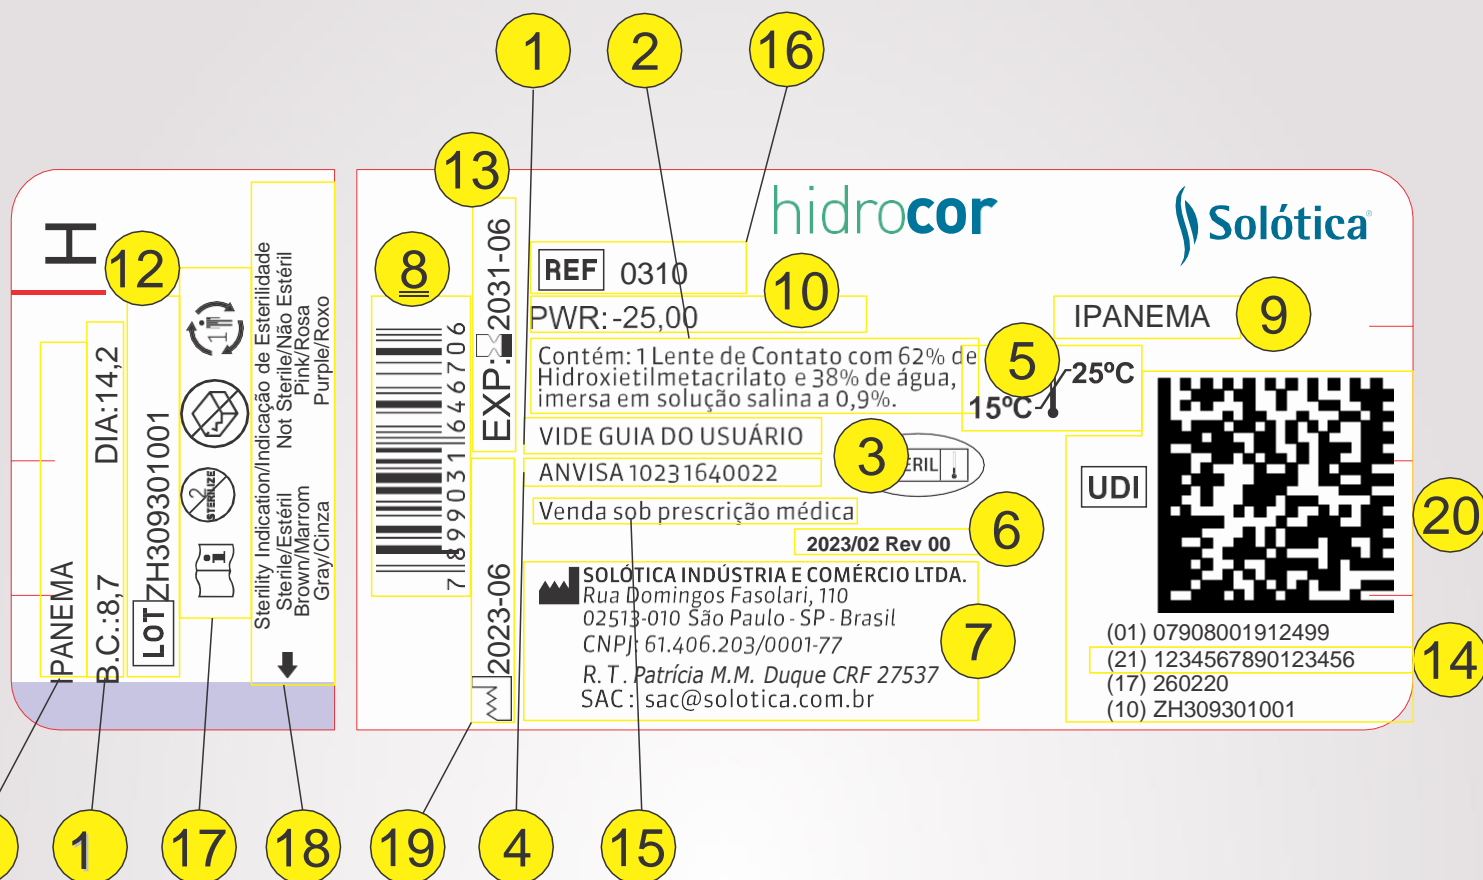 1
2
16
13
hidrocor
Solótica
H
12
8
REF 0310
10
PWR: -25,00
IPANEMA
9
Contém: 1 Lente de Contato com 62% de
Hidroxietilmetacrilato e 38% de água,
imersa em solução salina a 0,9%.
5
25ºC
15ºC
VIDE GUIA DO USUÁRIO
ANVISA 10231640022
3
ERIL
Venda sob prescrição médica
2023/02 Rev 00
6
SOLÓTICA INDÚSTRIA E COMÉRCIO LTDA.
Rua Domingos Fasolari, 110
02513-010 São Paulo - SP - Brasil
CNPJ: 61.406.203/0001-77
R. T. Patrícia M.M. Duque CRF 27537
SAC: sac@solotica.com.br
7
UDI
20
(01) 07908001912499
(21) 1234567890123456
14
(17) 260220
(10) ZH309301001
EXP: 2031-06
2023-06
7 899031 646706
IPANEMA
B.C.:8,7 DIA:14,2
LOT ZH309301001
1
2
STERILIZE
i
Sterility Indication/Indicação de Esterilidade
Sterile/Estéril Not Sterile/Não Estéril
Brown/Marrom Pink/Rosa
Gray/Cinza Purple/Roxo
1
17
18
19
4
15